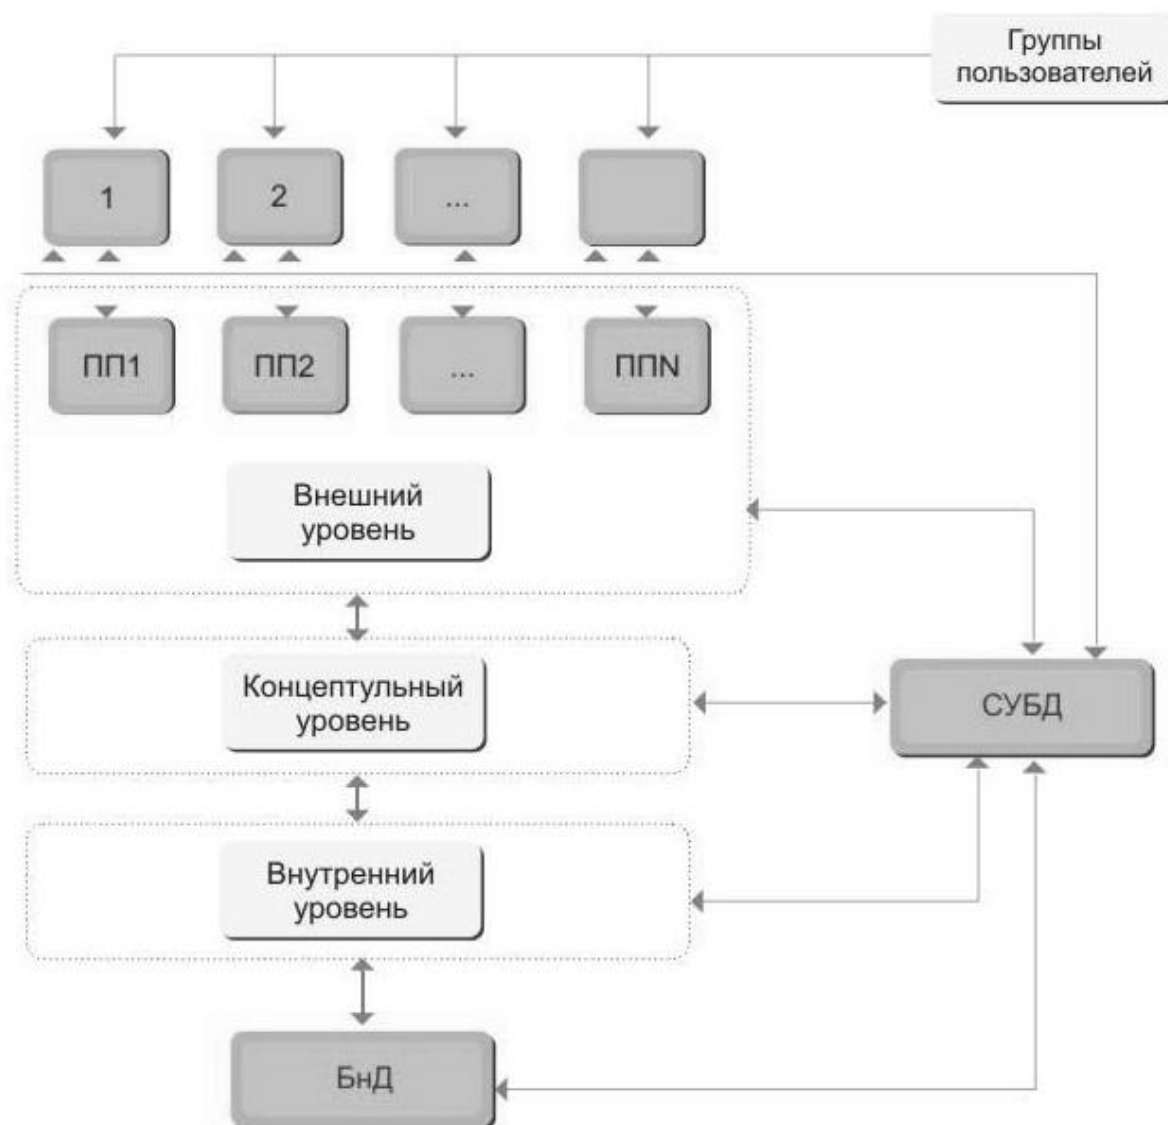 Группы
пользователей
1
2
...
ПП1
ПП2
...
ППN
Внешний
уровень
Концептульный
уровень
СУБД
Внутренний
уровень
БнД